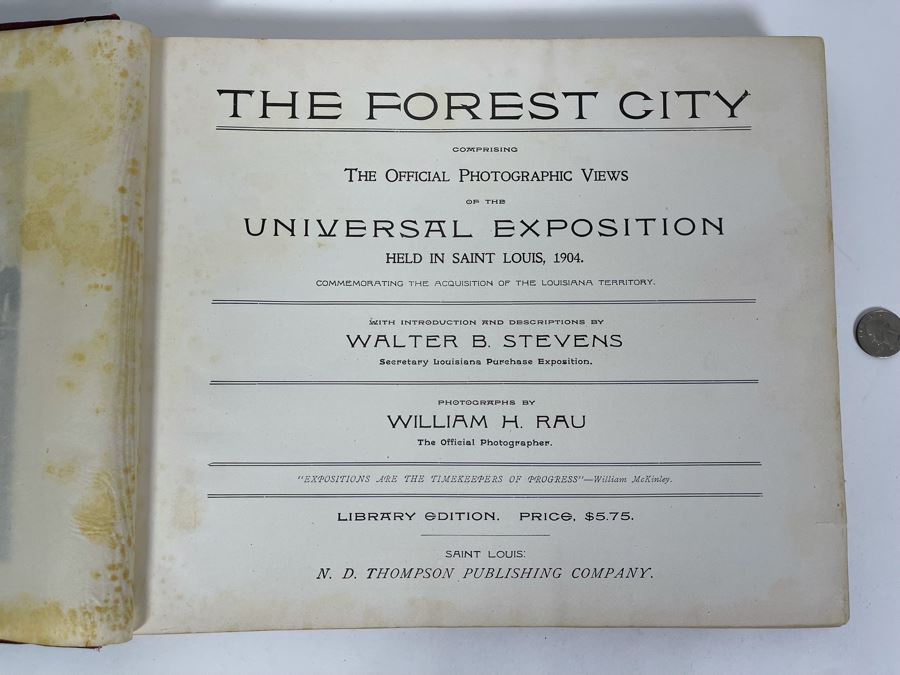 THE FOREST CITY
COMPRISING
THE OFFICIAL PHOTOGRAPHIC VIEWS
OF THE
UNIVERSAL EXPOSITION
HELD IN SAINT LOUIS, 1904.
COMMEMORATING THE ACQUISITION OF THE LOUISIANA TERRITORY.
WITH INTRODUCTION AND DESCRIPTIONS BY
WALTER B. STEVENS
Secretary Louisiana Purchase Exposition.
PHOTOGRAPHS BY
WILLIAM H. RAU
The Official Photographer.
"EXPOSITIONS ARE THE TIMEKEEPERS OF PROGRESS"—William McKinley.
LIBRARY EDITION. PRICE, $5.75.
SAINT LOUIS:
N. D. THOMPSON PUBLISHING COMPANY.